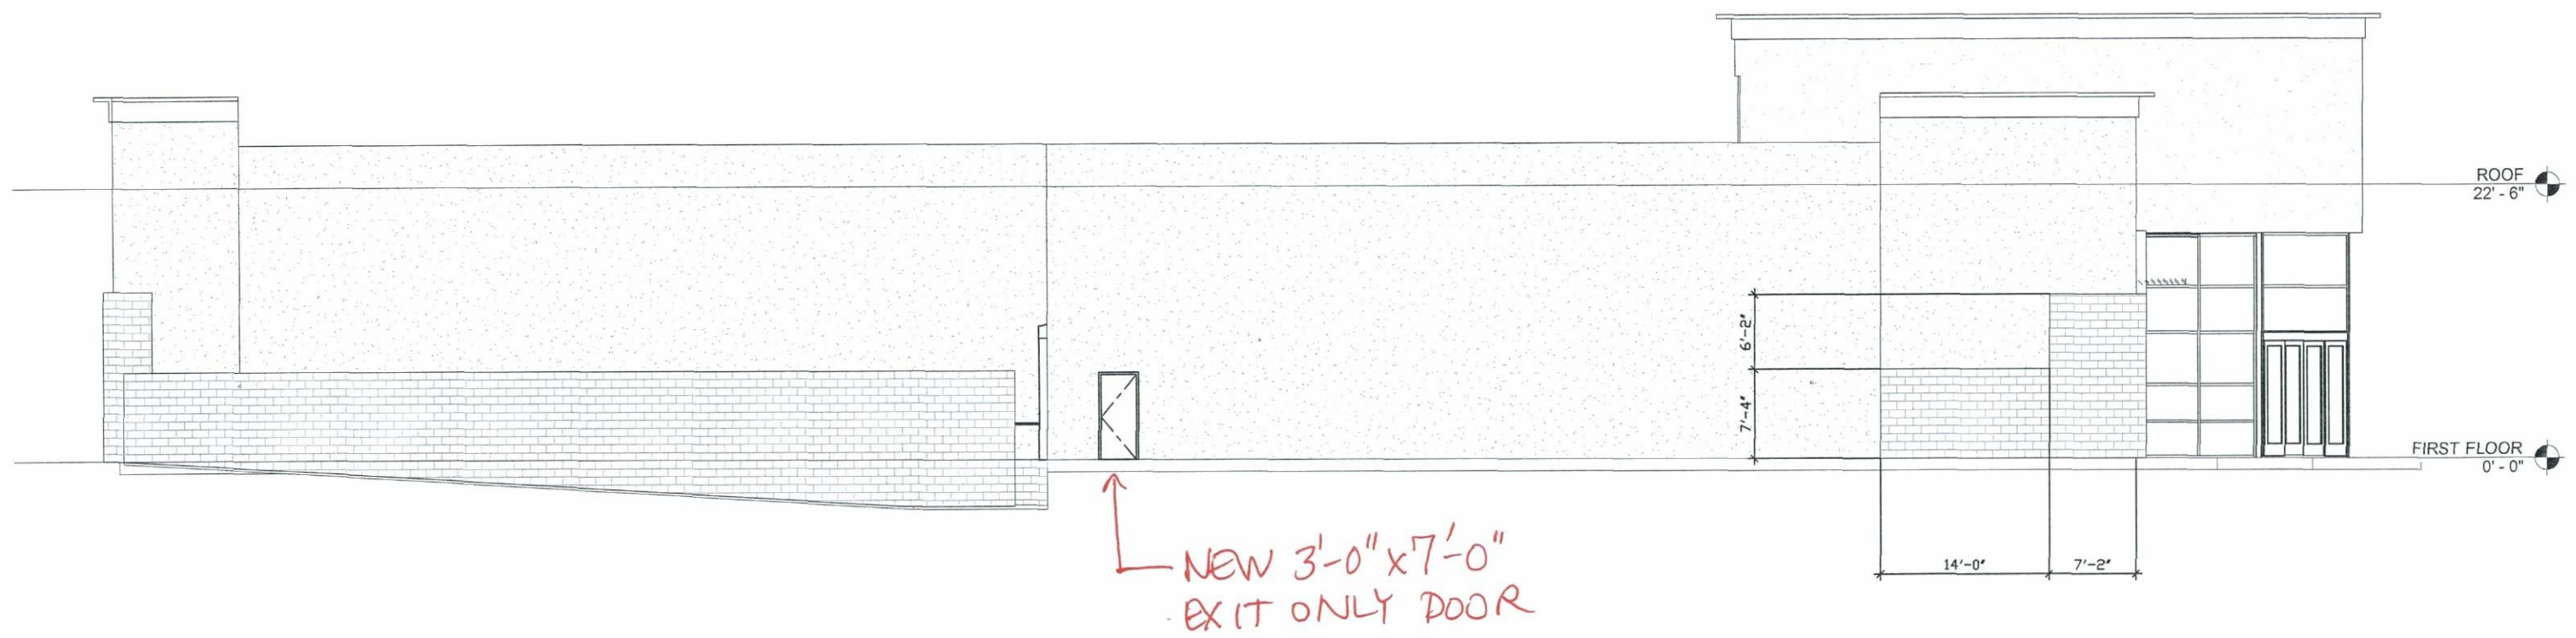 ROOF
22' - 6"
6'-2"
7'-4"
FIRST FLOOR
0' - 0"
14'-0"
7'-2"
NEW 3'-0" x 7'-0"
EXIT ONLY DOOR